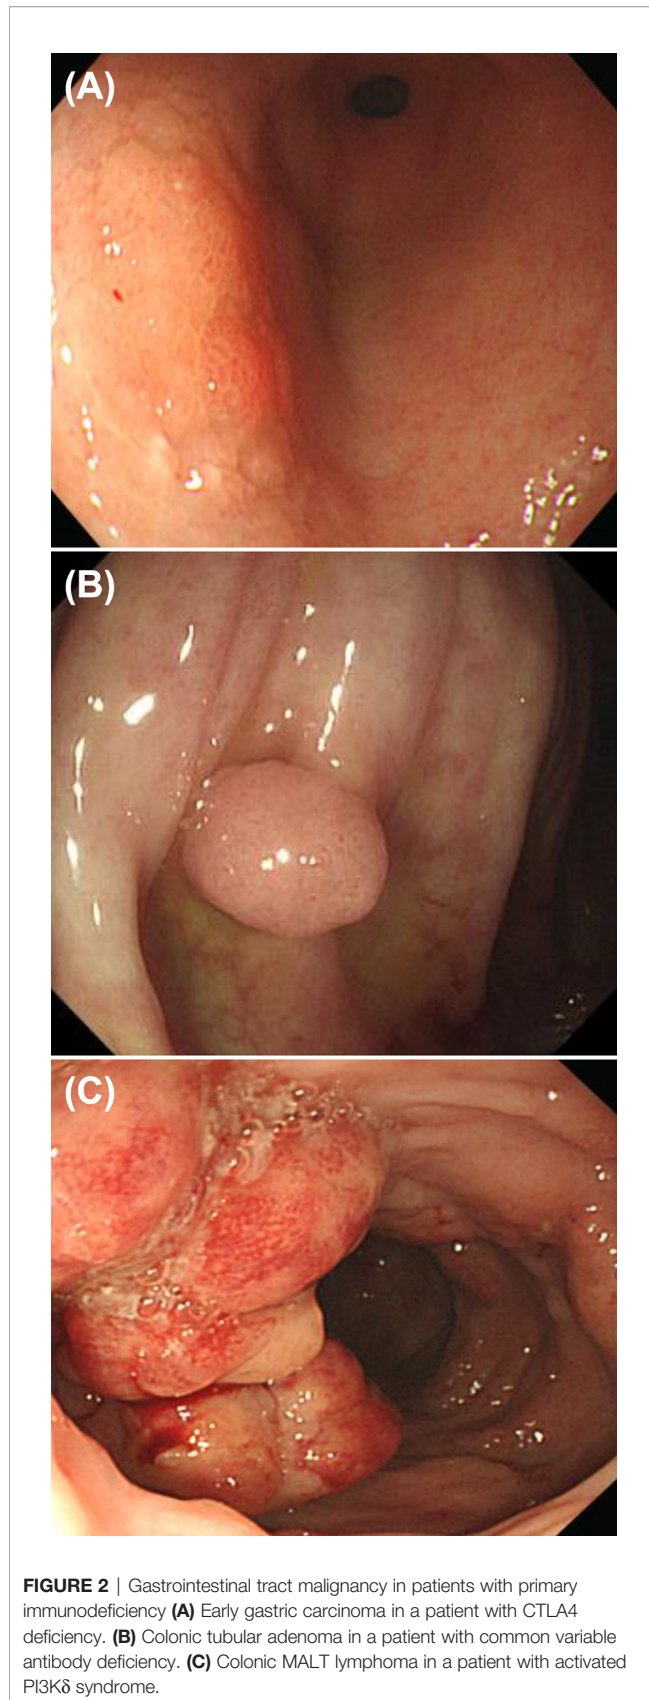 (A)
(B)
(C)
FIGURE 2 | Gastrointestinal tract malignancy in patients with primary
immunodeficiency (A) Early gastric carcinoma in a patient with CTLA4
deficiency. (B) Colonic tubular adenoma in a patient with common variable
antibody deficiency. (C) Colonic MALT lymphoma in a patient with activated
PI3Kδ syndrome.